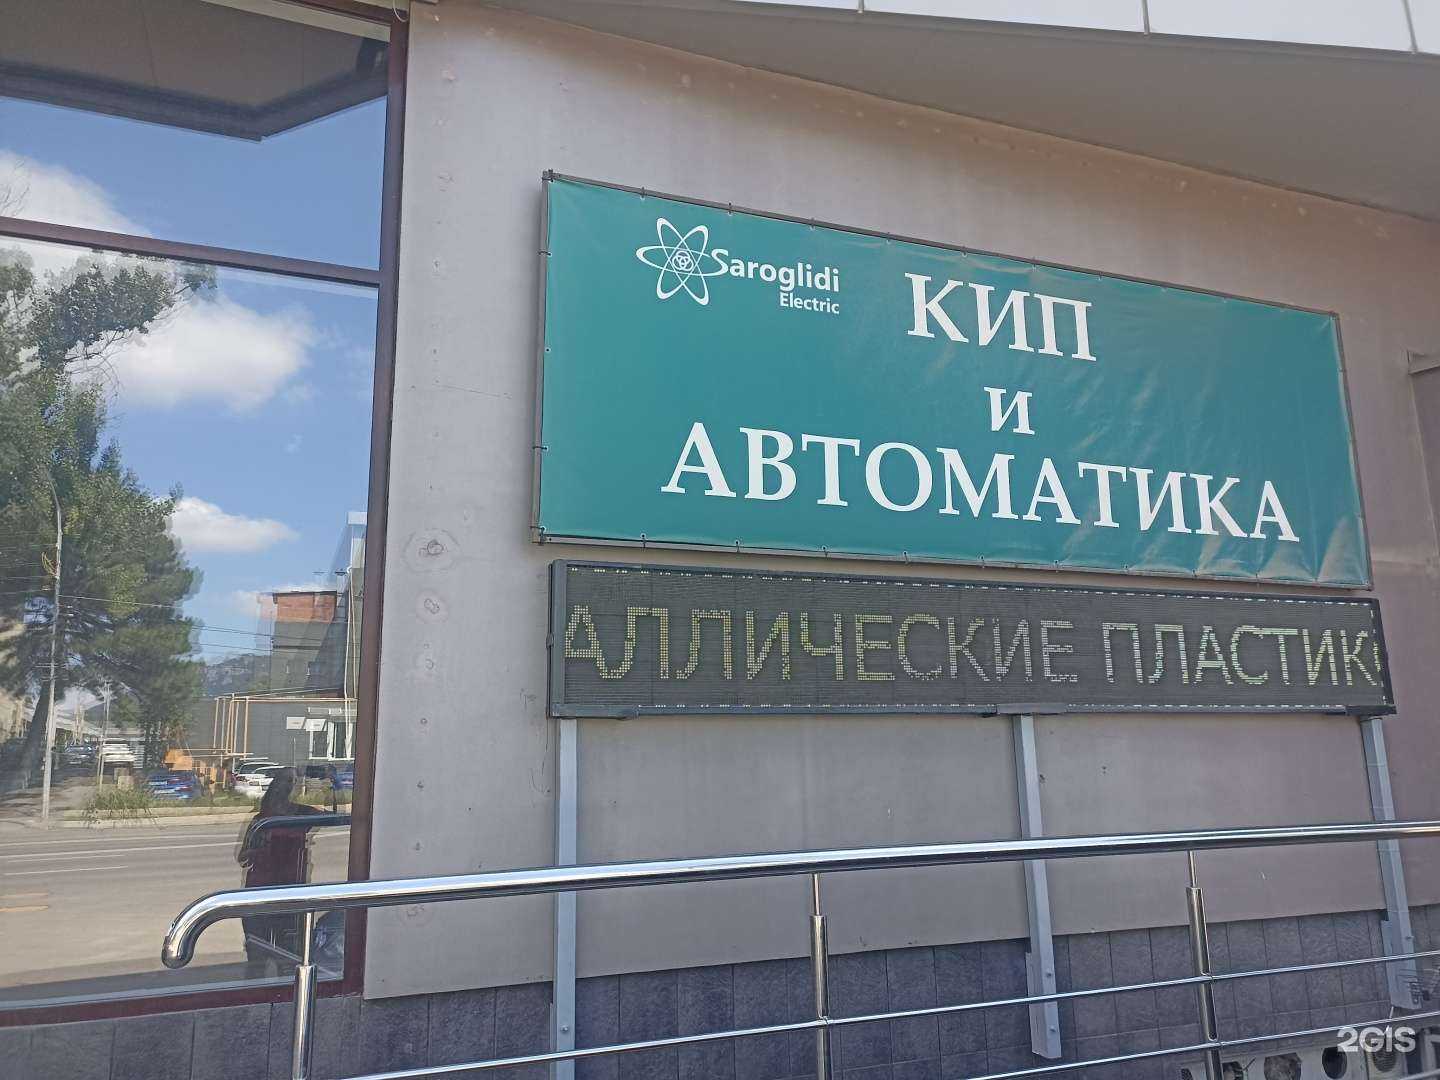 Saroglidi
Electric
КИП
и
АВТОМАТИКА
АЛЛИЧЕСКИЕ ПЛАСТИК
2GIS